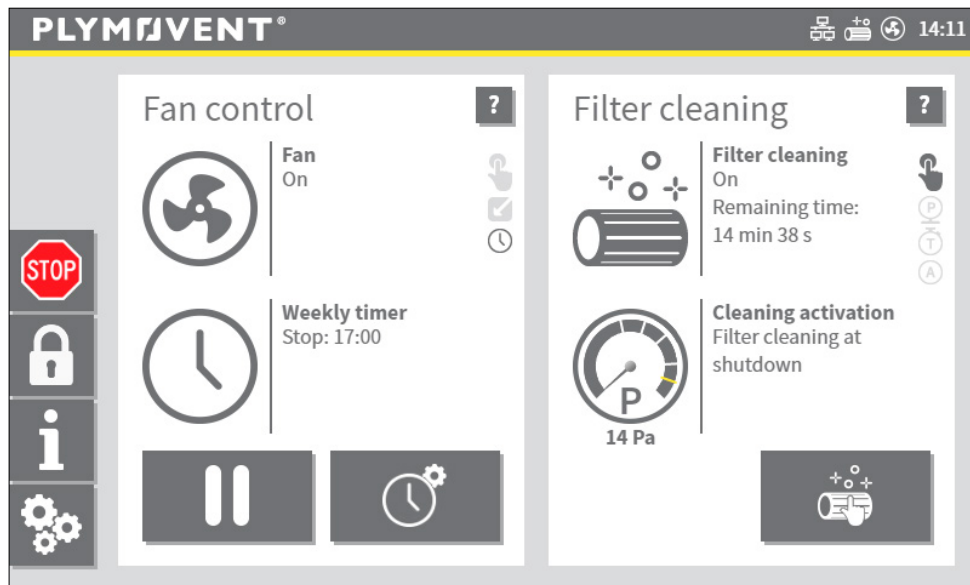 PLYMOVENT®
14:11
Fan control
?
Fan
On
Weekly timer
Stop: 17:00
Filter cleaning
?
Filter cleaning
On
Remaining time:
14 min 38 s
P
T
A
Cleaning activation
Filter cleaning at
shutdown
P
14 Pa
STOP
i